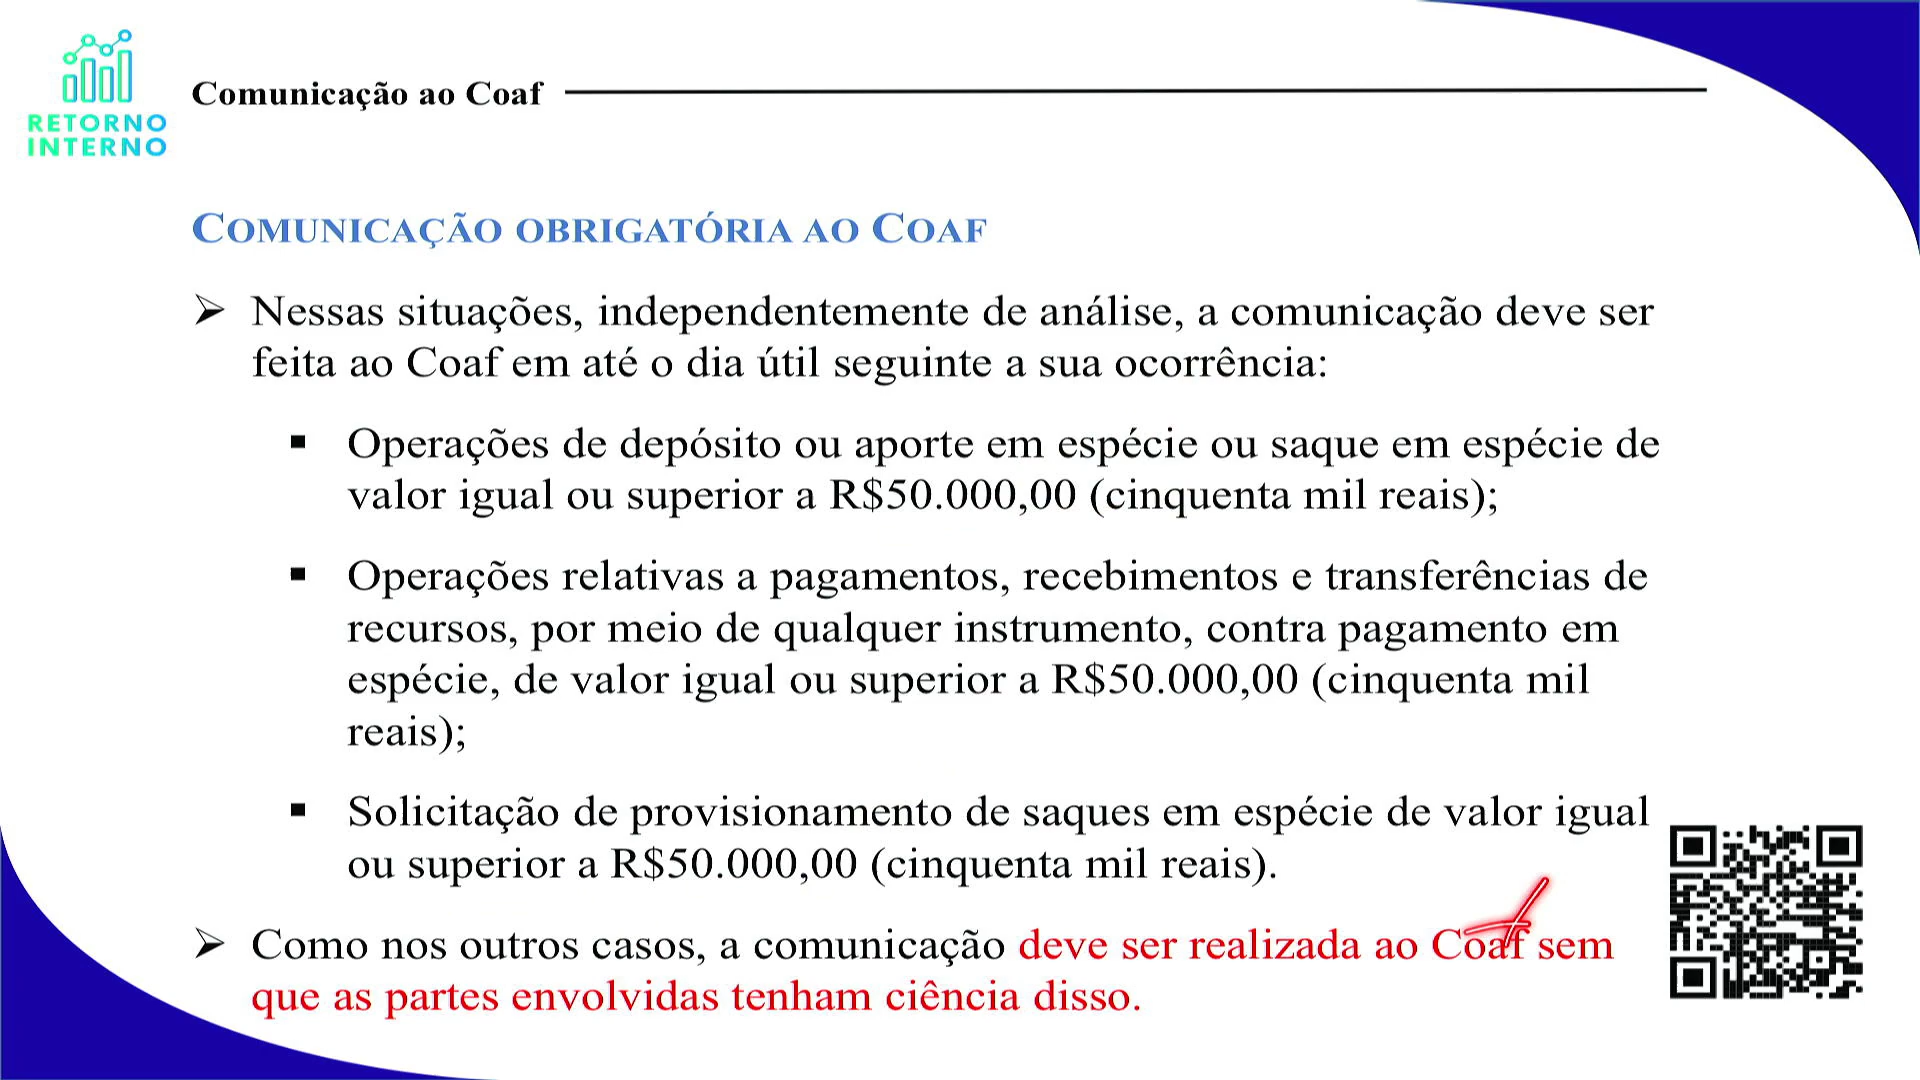 RETORNO
INTERNO
Comunicação ao Coaf
COMUNICAÇÃO OBRIGATÓRIA AO COAF
➢ Nessas situações, independentemente de análise, a comunicação deve ser
feita ao Coaf em até o dia útil seguinte a sua ocorrência:
▪ Operações de depósito ou aporte em espécie ou saque em espécie de
valor igual ou superior a R$50.000,00 (cinquenta mil reais);
▪ Operações relativas a pagamentos, recebimentos e transferências de
recursos, por meio de qualquer instrumento, contra pagamento em
espécie, de valor igual ou superior a R$50.000,00 (cinquenta mil
reais);
▪ Solicitação de provisionamento de saques em espécie de valor igual
ou superior a R$50.000,00 (cinquenta mil reais).
➢ Como nos outros casos, a comunicação deve ser realizada ao Coaf sem
que as partes envolvidas tenham ciência disso.